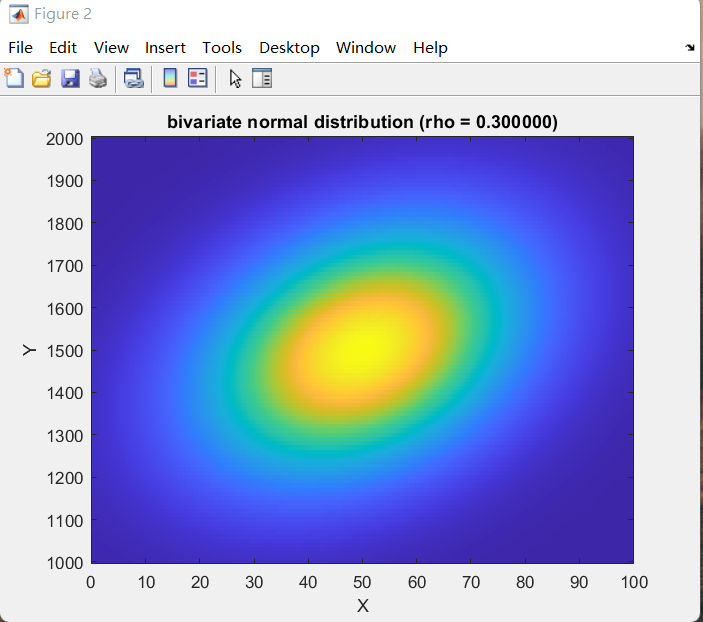 Figure 2
File Edit View Insert Tools Desktop Window Help
bivariate normal distribution (rho = 0.300000)
2000
1900
1800
1700
1600
1500
1400
1300
1200
1100
1000
Y
0 10 20 30 40 50 60 70 80 90 100
X